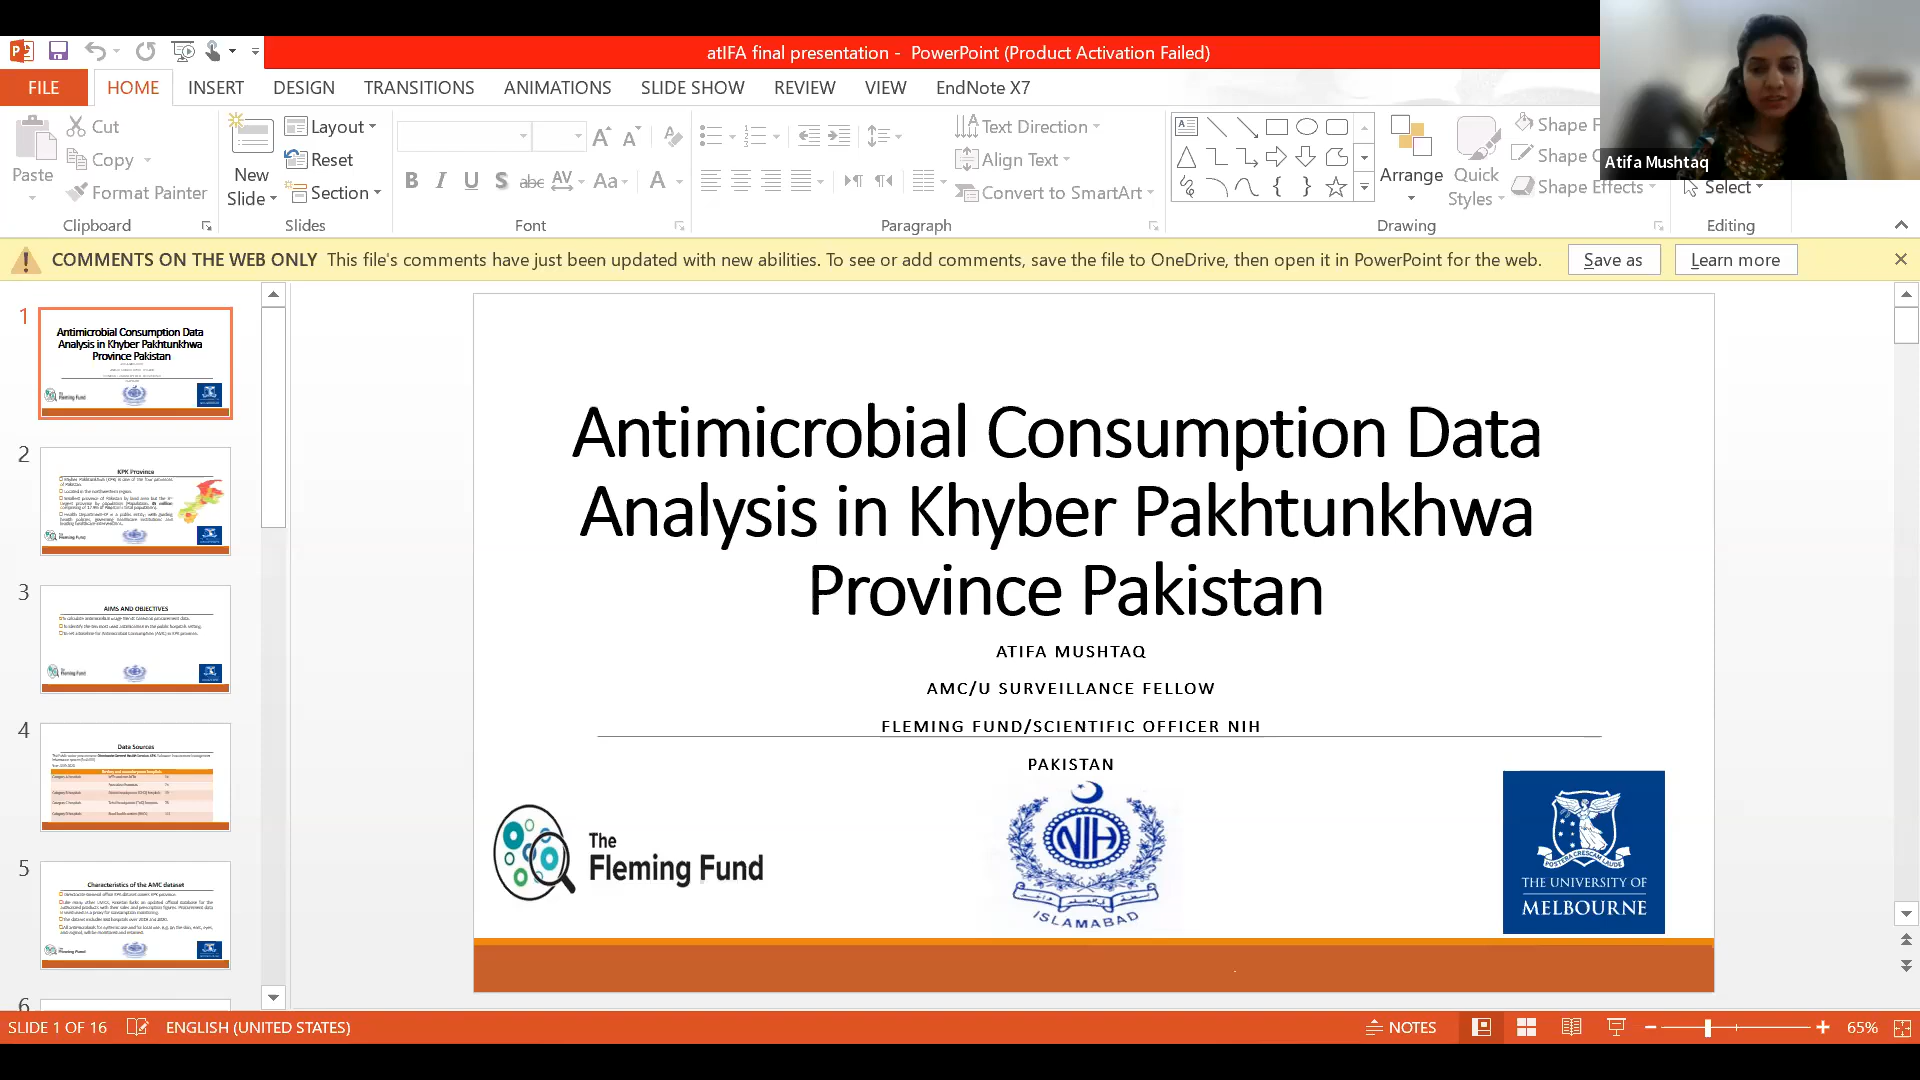 atIFA final presentation - PowerPoint (Product Activation Failed)
FILE HOME INSERT DESIGN TRANSITIONS ANIMATIONS SLIDE SHOW REVIEW VIEW EndNote X7
Paste
Cut
Copy
Format Painter
Clipboard
New Slide
Layout
Reset
Section
Slides
Font
Text Direction
Align Text
Convert to SmartArt
Paragraph
Arrange
Quick Styles
Shape Effects
Drawing
Select
Editing
Atifa Mushtaq
COMMENTS ON THE WEB ONLY This file's comments have just been updated with new abilities. To see or add comments, save the file to OneDrive, then open it in PowerPoint for the web. Save as Learn more
1
Antimicrobial Consumption Data
Analysis in Khyber Pakhtunkhwa
Province Pakistan
2
KPK Province
3
AIMS AND OBJECTIVES
4
Data Sources
5
Characteristics of the AMC dataset
6
Antimicrobial Consumption Data
Analysis in Khyber Pakhtunkhwa
Province Pakistan
ATIFA MUSHTAQ
AMC/U SURVEILLANCE FELLOW
FLEMING FUND/SCIENTIFIC OFFICER NIH
PAKISTAN
The
Fleming Fund
NIH
ISLAMABAD
POSTERA CRESCAM LAUDE
THE UNIVERSITY OF
MELBOURNE
SLIDE 1 OF 16 ENGLISH (UNITED STATES) NOTES 65%